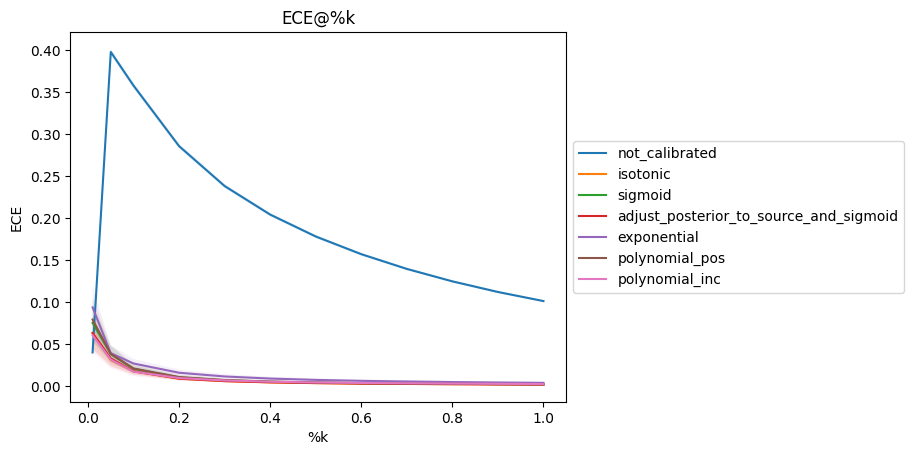 ECE@%k
0.40
0.35
0.30
0.25
0.20
0.15
0.10
0.05
0.00
ECE
0.0 0.2 0.4 0.6 0.8 1.0
%k
not_calibrated
isotonic
sigmoid
adjust_posterior_to_source_and_sigmoid
exponential
polynomial_pos
polynomial_inc